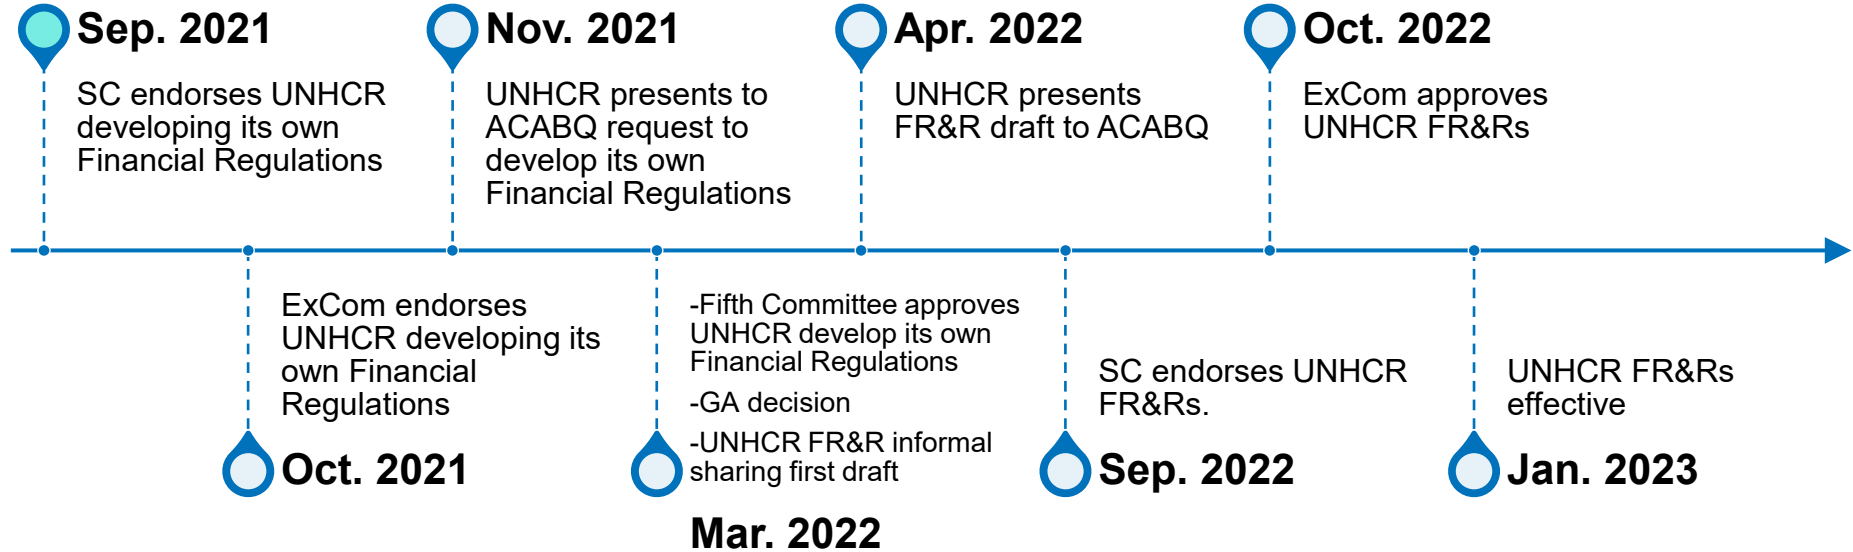 Sep. 2021
SC endorses UNHCR
developing its own
Financial Regulations
Nov. 2021
UNHCR presents to
ACABQ request to
develop its own
Financial Regulations
Apr. 2022
UNHCR presents
FR&R draft to ACABQ
Oct. 2022
ExCom approves
UNHCR FR&Rs
ExCom endorses
UNHCR developing its
own Financial
Regulations
Oct. 2021
-Fifth Committee approves
UNHCR develop its own
Financial Regulations
-GA decision
-UNHCR FR&R informal
sharing first draft
Mar. 2022
SC endorses UNHCR
FR&Rs.
Sep. 2022
UNHCR FR&Rs
effective
Jan. 2023